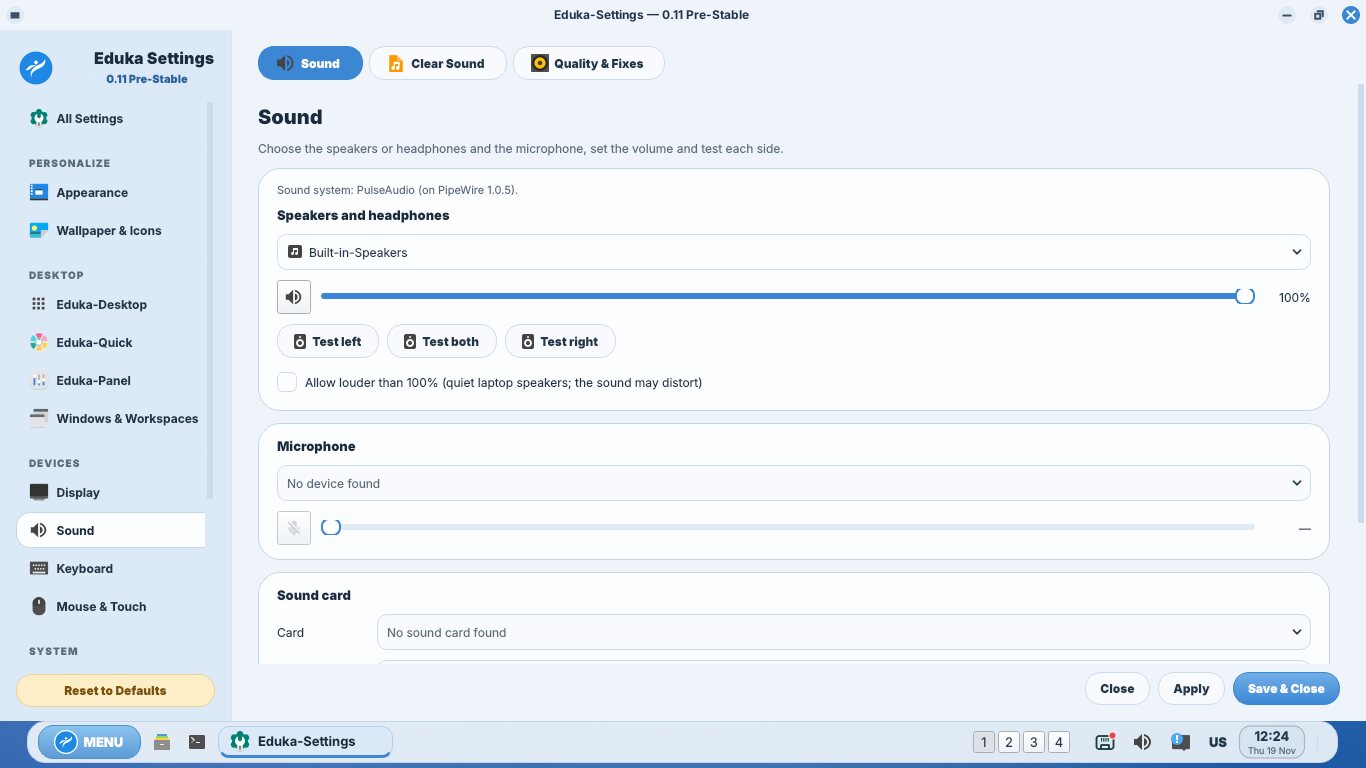 Eduka-Settings — 0.11 Pre-Stable
Eduka Settings
0.11 Pre-Stable
All Settings
PERSONALIZE
Appearance
Wallpaper & Icons
DESKTOP
Eduka-Desktop
Eduka-Quick
Eduka-Panel
Windows & Workspaces
DEVICES
Display
Sound
Keyboard
Mouse & Touch
SYSTEM
Reset to Defaults
Sound Clear Sound Quality & Fixes
Sound
Choose the speakers or headphones and the microphone, set the volume and test each side.
Sound system: PulseAudio (on PipeWire 1.0.5).
Speakers and headphones
Built-in-Speakers
100%
Test left Test both Test right
Allow louder than 100% (quiet laptop speakers; the sound may distort)
Microphone
No device found
—
Sound card
Card No sound card found
Close Apply Save & Close
MENU Eduka-Settings 1 2 3 4 US 12:24
Thu 19 Nov